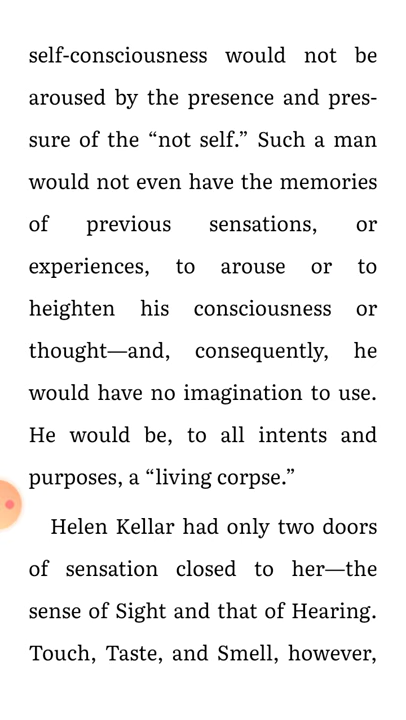 self-consciousness would not be
aroused by the presence and pres-
sure of the “not self.” Such a man
would not even have the memories
of previous sensations, or
experiences, to arouse or to
heighten his consciousness or
thought—and, consequently, he
would have no imagination to use.
He would be, to all intents and
purposes, a “living corpse.”
Helen Kellar had only two doors
of sensation closed to her—the
sense of Sight and that of Hearing.
Touch, Taste, and Smell, however,